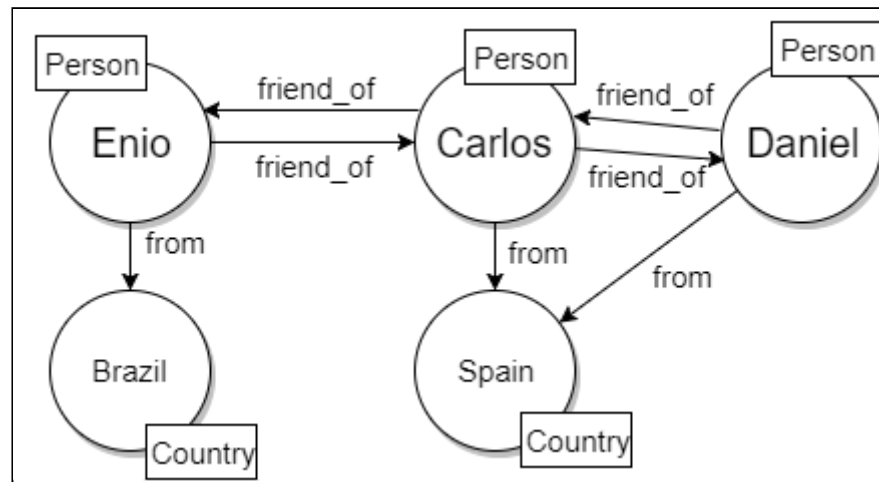 Person
Person
Person
Enio
friend_of
friend_of
Carlos
friend_of
friend_of
Daniel
from
from
from
Brazil
Spain
Country
Country